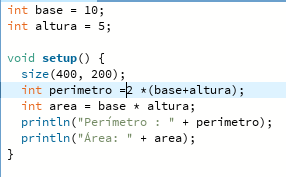 int base = 10;
int altura = 5;
void setup() {
size(400, 200);
int perimetro =2 *(base+altura);
int area = base * altura;
println("Perímetro : " + perimetro);
println("Área: " + area);
}